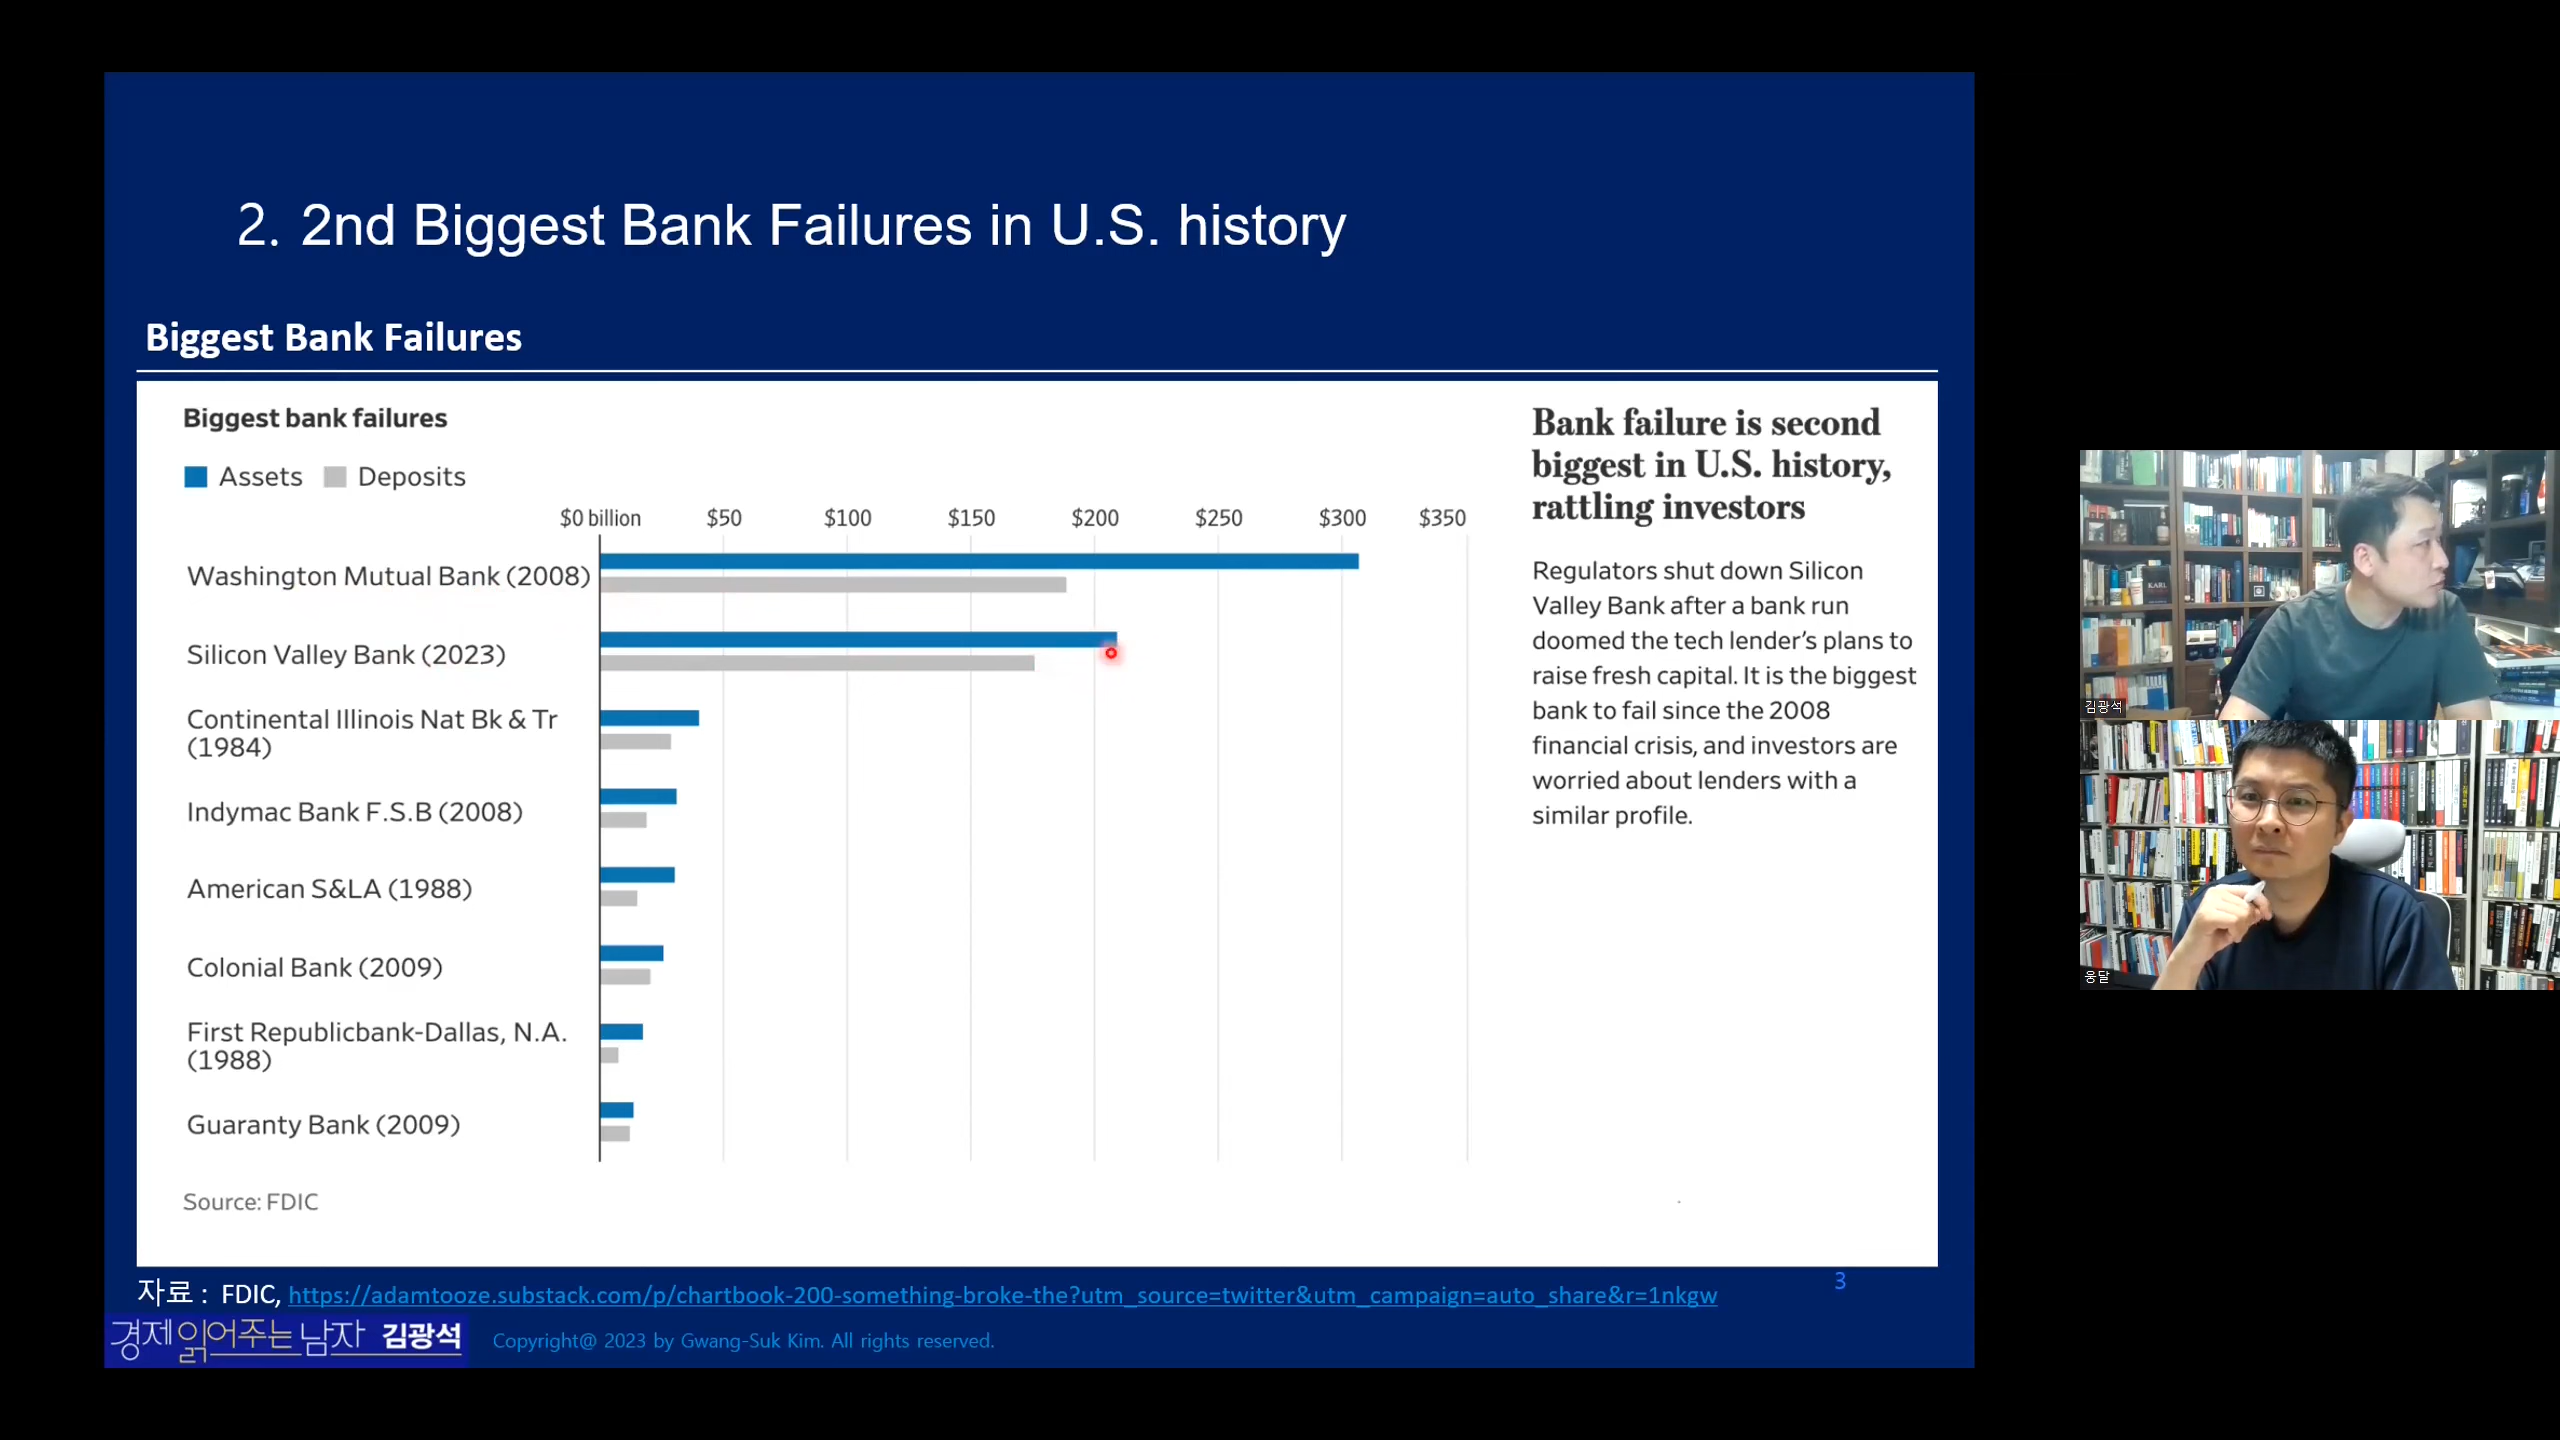 2. 2nd Biggest Bank Failures in U.S. history
Biggest Bank Failures
Biggest bank failures
Assets Deposits
$0 billion $50 $100 $150 $200 $250 $300 $350
Washington Mutual Bank (2008)
Silicon Valley Bank (2023)
Continental Illinois Nat Bk & Tr
(1984)
Indymac Bank F.S.B (2008)
American S&LA (1988)
Colonial Bank (2009)
First Republicbank-Dallas, N.A.
(1988)
Guaranty Bank (2009)
Source: FDIC
Bank failure is second
biggest in U.S. history,
rattling investors
Regulators shut down Silicon
Valley Bank after a bank run
doomed the tech lender’s plans to
raise fresh capital. It is the biggest
bank to fail since the 2008
financial crisis, and investors are
worried about lenders with a
similar profile.
자료 : FDIC, https://adamtooze.substack.com/p/chartbook-200-something-broke-the?utm_source=twitter&utm_campaign=auto_share&r=1nkgw
3
경제 읽어주는 남자 김광석
Copyright@ 2023 by Gwang-Suk Kim. All rights reserved.
KARL
김광석
웅달